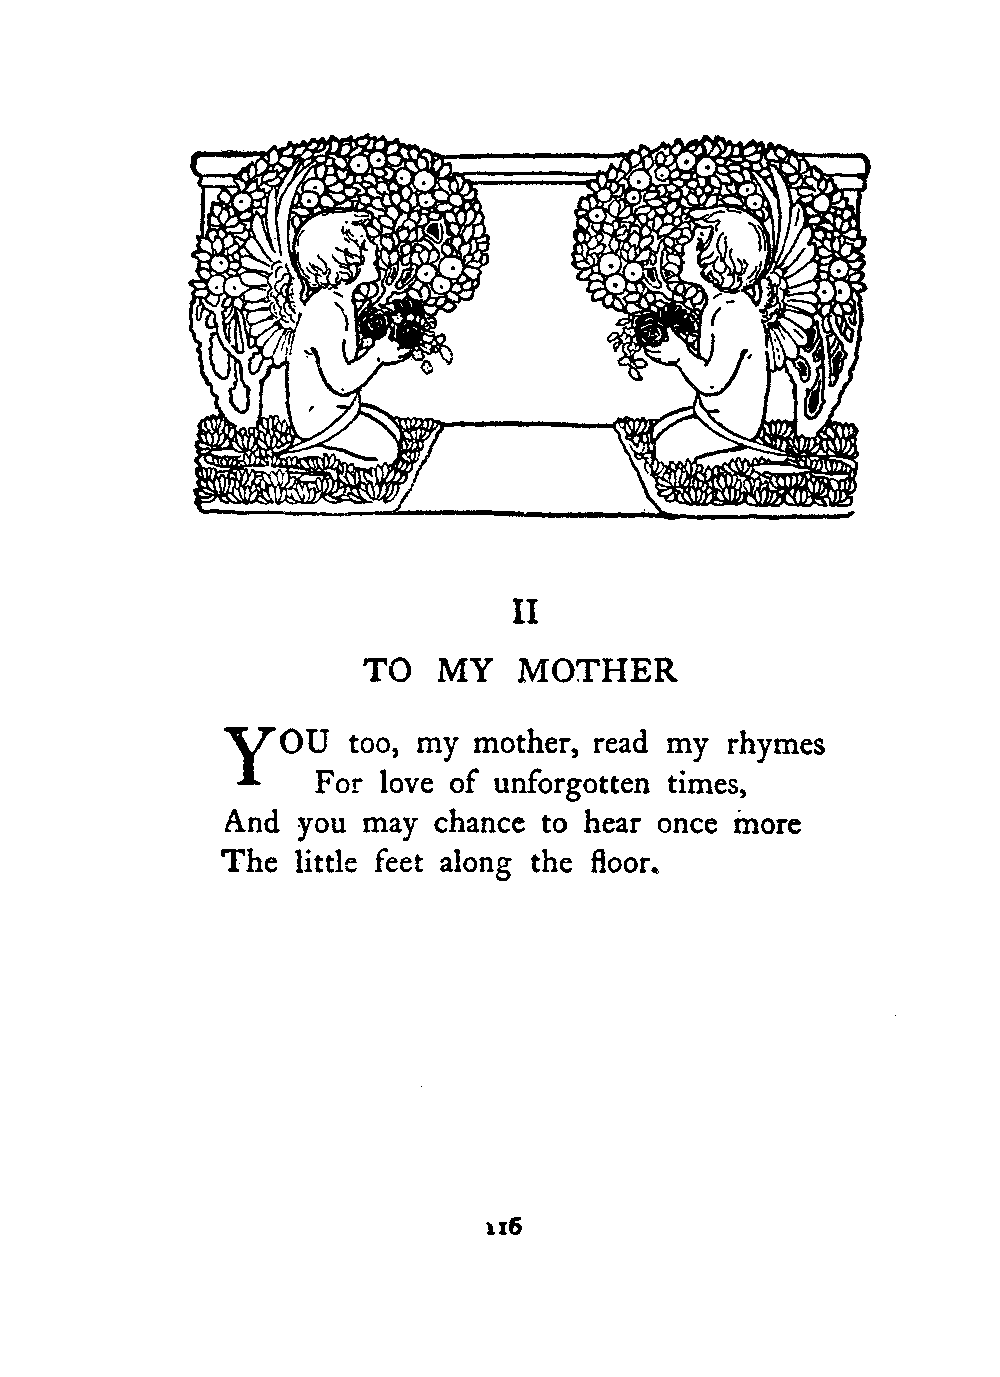 II
TO MY MOTHER
YOU too, my mother, read my rhymes
For love of unforgotten times,
And you may chance to hear once more
The little feet along the floor.
116